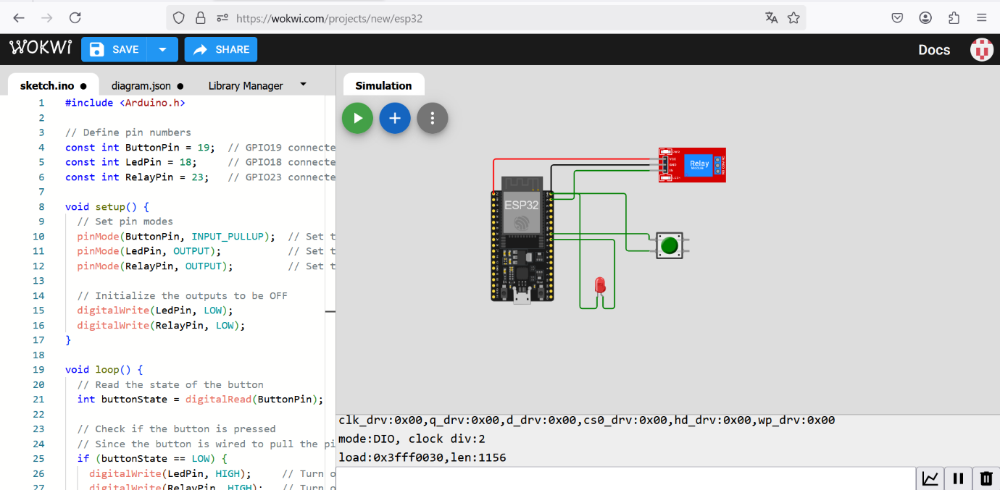 https://wokwi.com/projects/new/esp32
WOKWI
SAVE
SHARE
Docs
sketch.ino ●
diagram.json ●
Library Manager
Simulation
1 #include <Arduino.h>
2
3 // Define pin numbers
4 const int ButtonPin = 19;  // GPIO19 connecte
5 const int LedPin = 18;     // GPIO18 connecte
6 const int RelayPin = 23;   // GPIO23 connecte
7
8 void setup() {
9   // Set pin modes
10   pinMode(ButtonPin, INPUT_PULLUP);  // Set t
11   pinMode(LedPin, OUTPUT);           // Set t
12   pinMode(RelayPin, OUTPUT);         // Set t
13
14   // Initialize the outputs to be OFF
15   digitalWrite(LedPin, LOW);
16   digitalWrite(RelayPin, LOW);
17 }
18
19 void loop() {
20   // Read the state of the button
21   int buttonState = digitalRead(ButtonPin);
22
23   // Check if the button is pressed
24   // Since the button is wired to pull the pi
25   if (buttonState == LOW) {
26     digitalWrite(LedPin, HIGH);     // Turn o
27     digitalWrite(RelayPin, HIGH);   // Turn o
VCC
GND
IN
Relay
Module
ESP32
clk_drv:0x00,q_drv:0x00,d_drv:0x00,cs0_drv:0x00,hd_drv:0x00,wp_drv:0x00
mode:DIO, clock div:2
load:0x3fff0030,len:1156